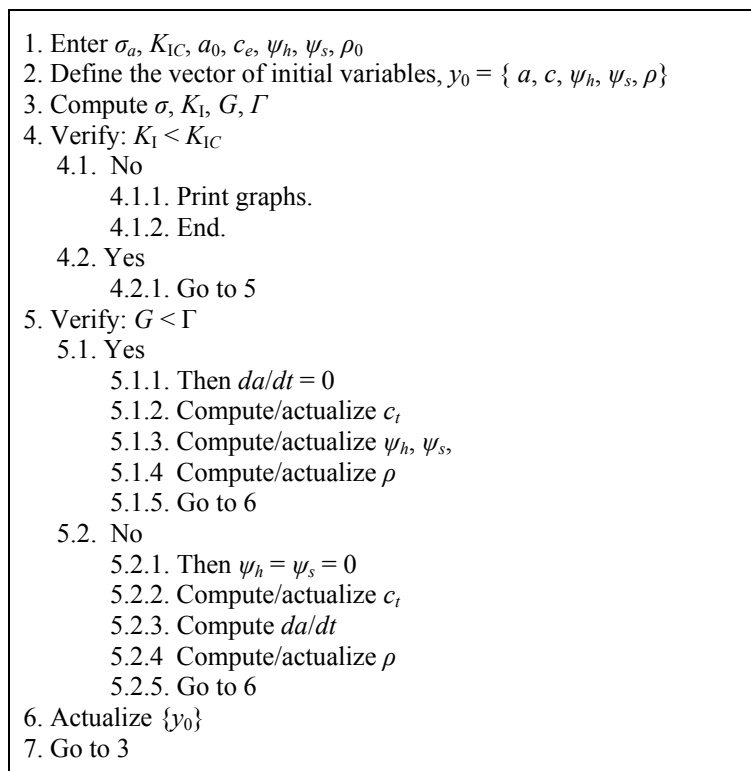 1. Enter σₐ, K_IC, a₀, cₑ, ψₕ, ψₛ, ρ₀
2. Define the vector of initial variables, y₀ = { a, c, ψₕ, ψₛ, ρ}
3. Compute σ, K_I, G, Γ
4. Verify: K_I < K_IC
4.1. No
4.1.1. Print graphs.
4.1.2. End.
4.2. Yes
4.2.1. Go to 5
5. Verify: G < Γ
5.1. Yes
5.1.1. Then da/dt = 0
5.1.2. Compute/actualize cₜ
5.1.3. Compute/actualize ψₕ, ψₛ,
5.1.4 Compute/actualize ρ
5.1.5. Go to 6
5.2. No
5.2.1. Then ψₕ = ψₛ = 0
5.2.2. Compute/actualize cₜ
5.2.3. Compute da/dt
5.2.4 Compute/actualize ρ
5.2.5. Go to 6
6. Actualize {y₀}
7. Go to 3